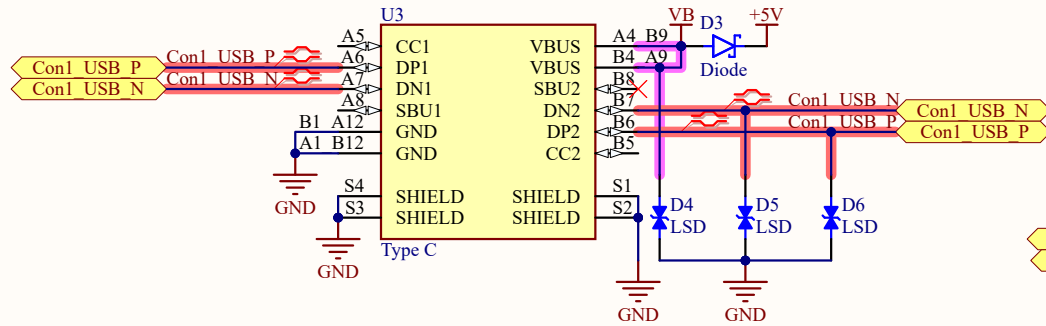 U3
VB
D3
+5V
A5
CC1
VBUS
A4
B9
Con1_USB_P
Con1_USB_P
A6
DP1
VBUS
B4
A9
Diode
Con1_USB_N
Con1_USB_N
A7
DN1
SBU2
B8
A8
SBU1
DN2
B7
Con1_USB_N
Con1_USB_N
B1
A12
GND
DP2
B6
Con1_USB_P
Con1_USB_P
A1
B12
GND
CC2
B5
GND
S4
SHIELD
SHIELD
S1
S3
SHIELD
SHIELD
S2
D4
LSD
D5
LSD
D6
LSD
GND
Type C
GND
GND